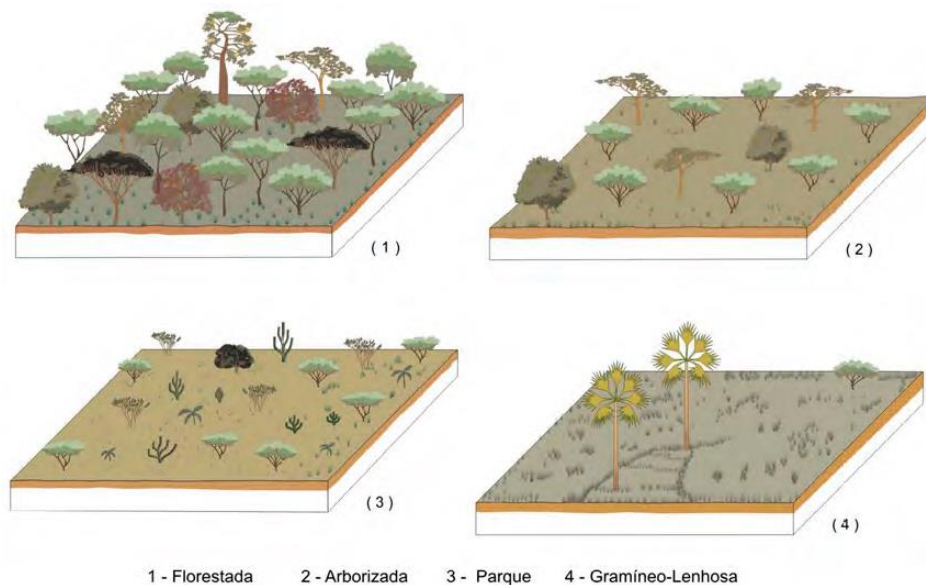 ( 1 )
( 2 )
( 3 )
( 4 )
1 - Florestada 2 - Arborizada 3 - Parque 4 - Gramíneo-Lenhosa